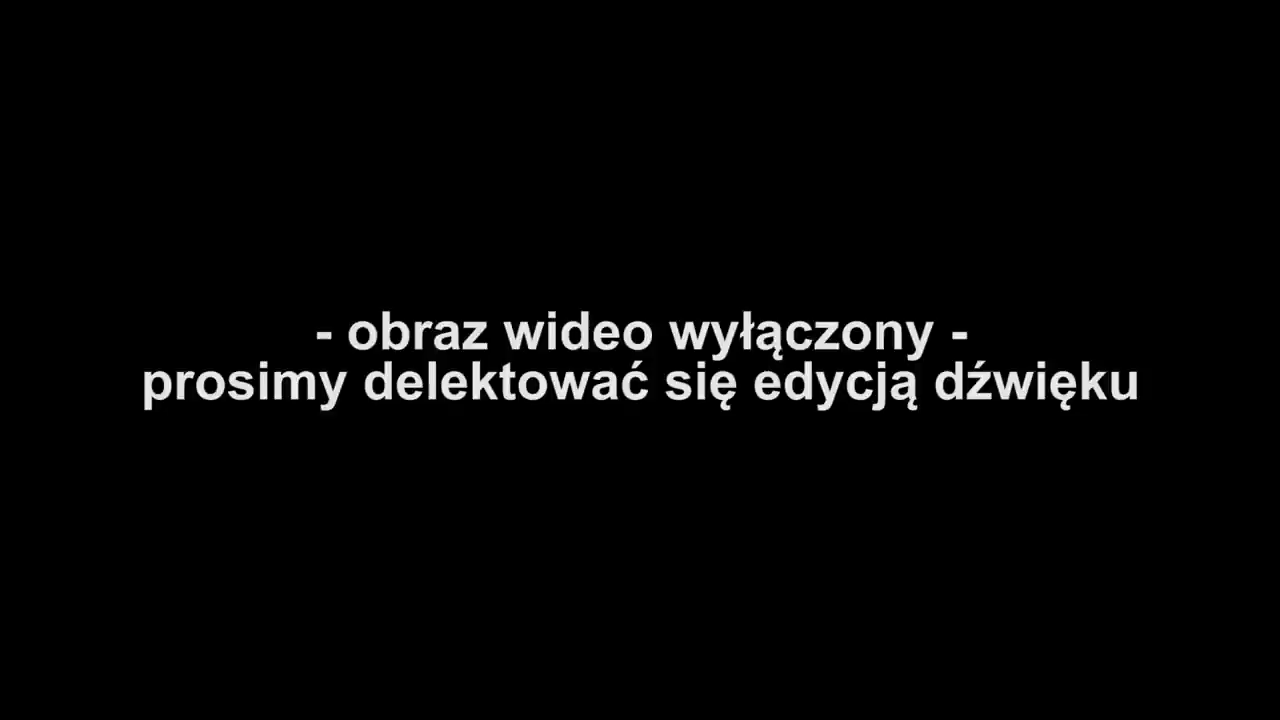 - obraz wideo wyłączony -
prosimy delektować się edycją dźwięku